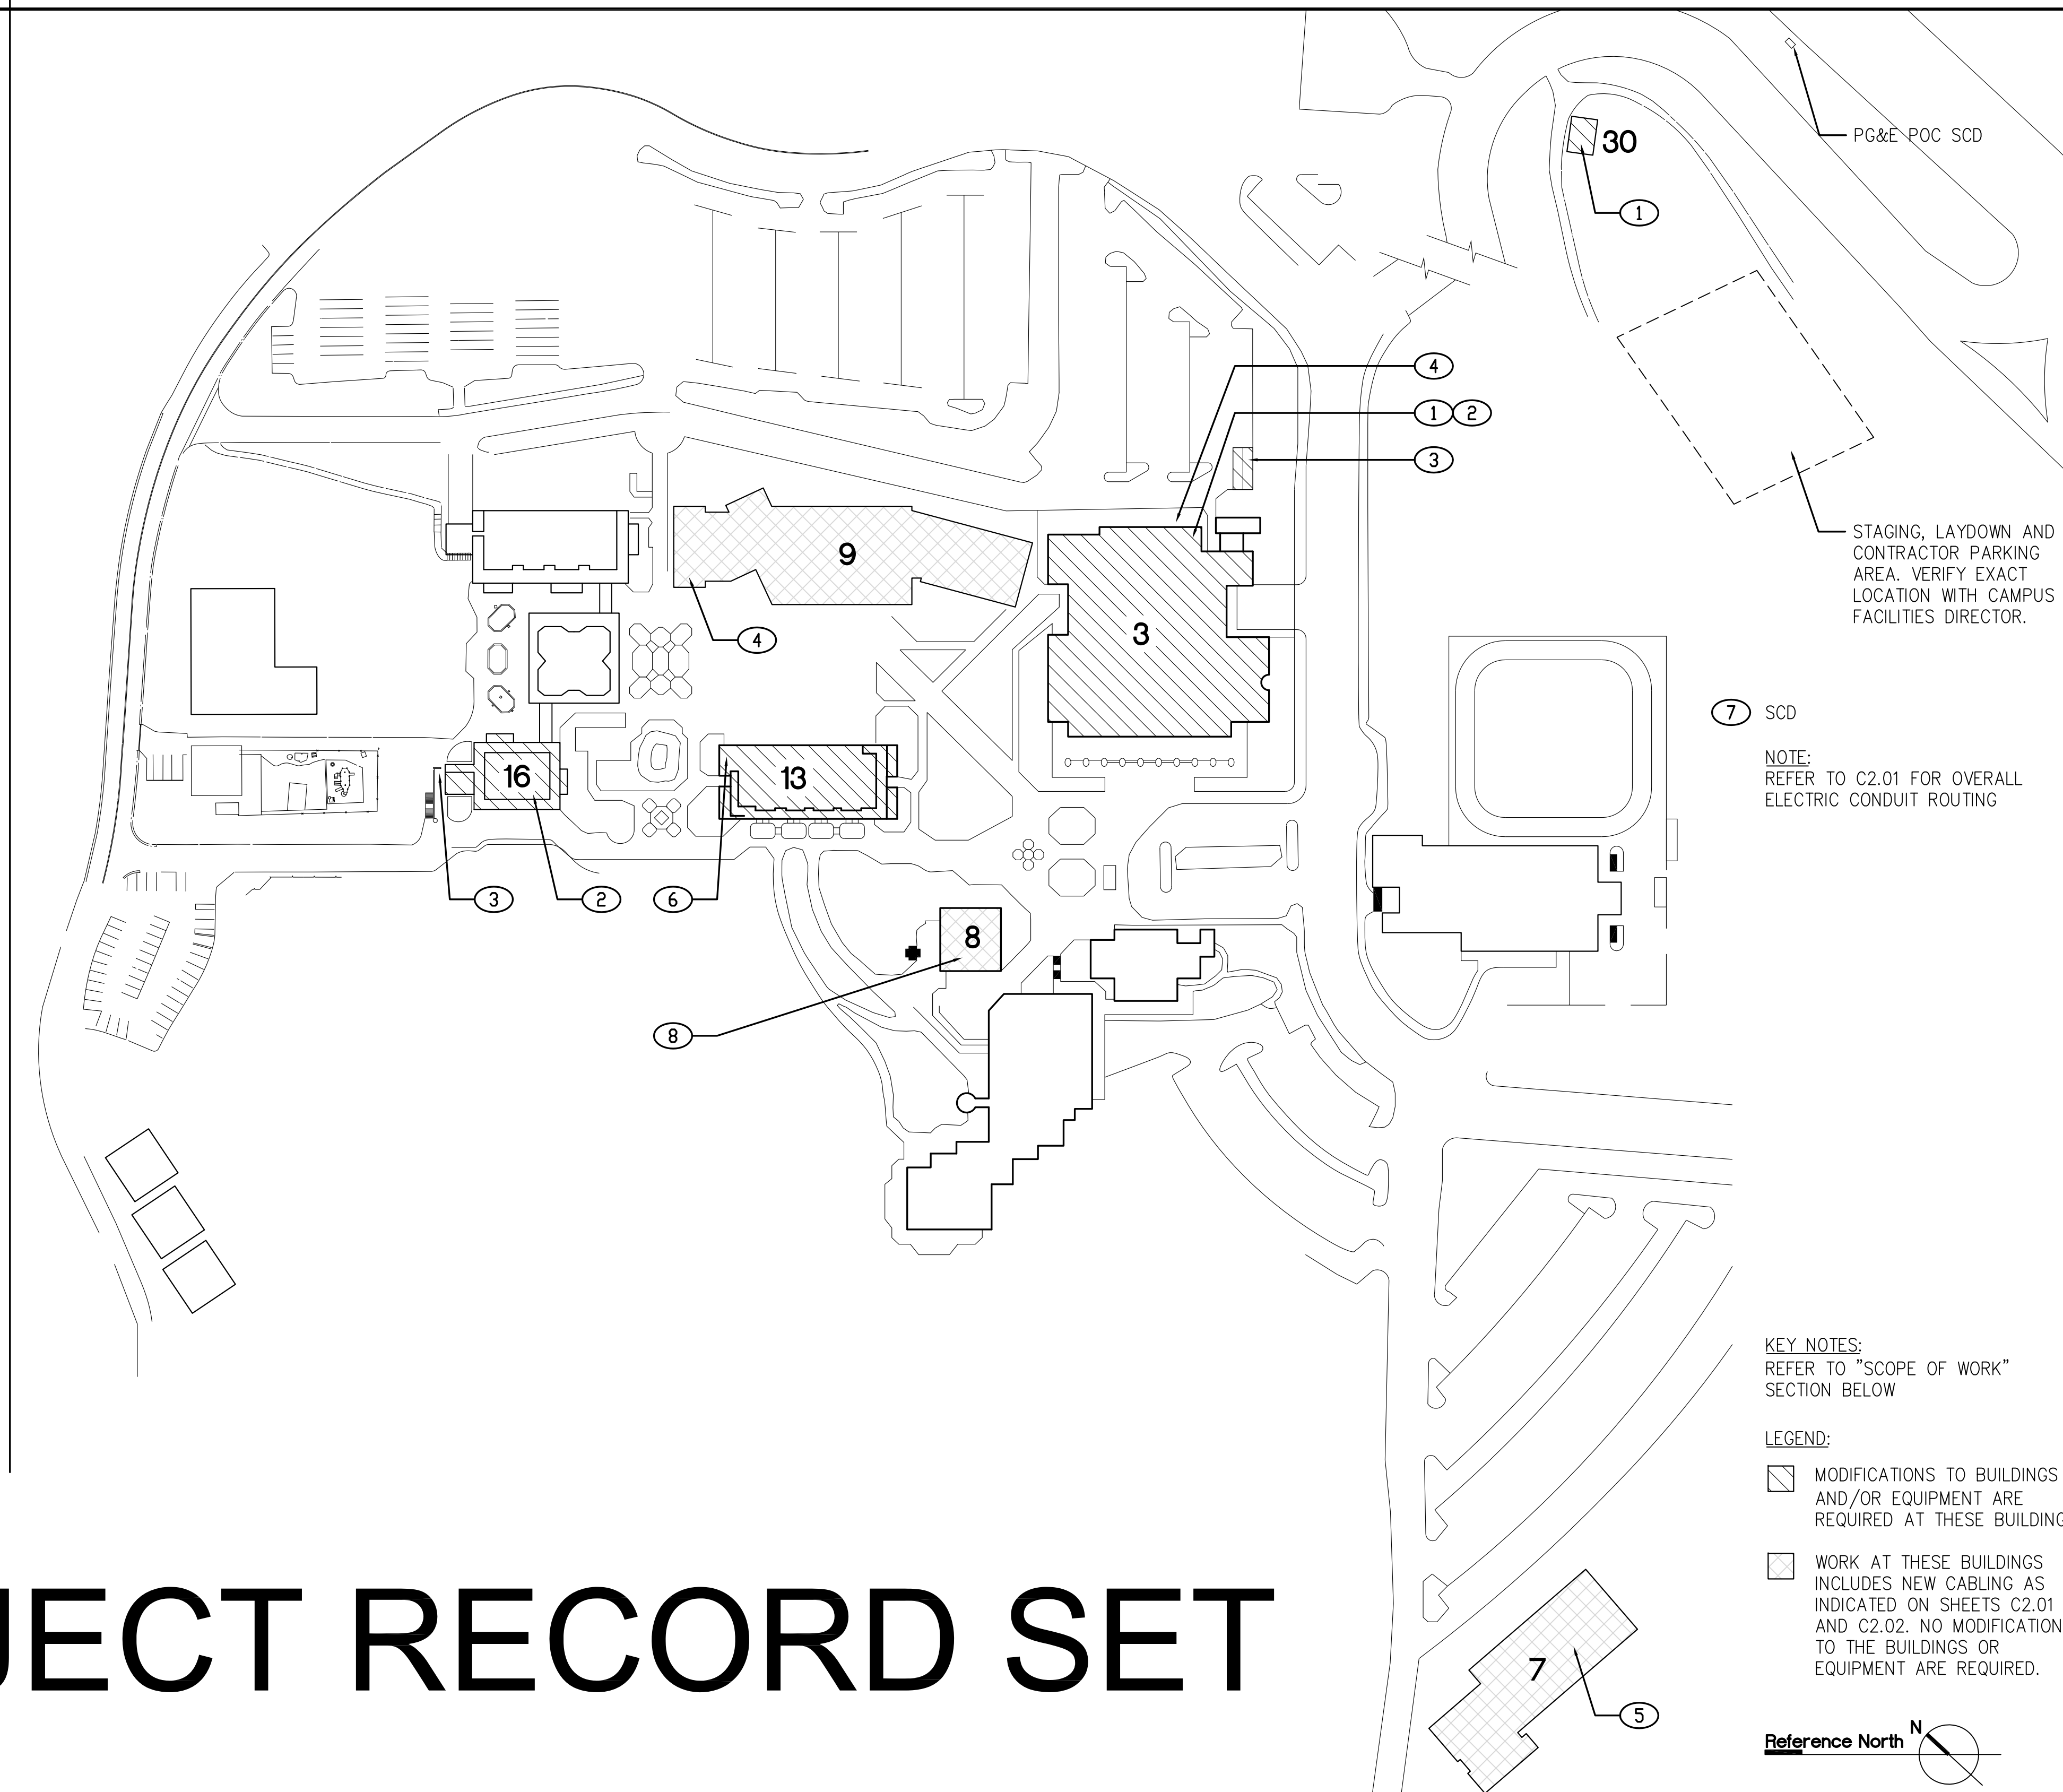 PG&E POC SCD
30
1
4
1 2
3
STAGING, LAYDOWN AND
CONTRACTOR PARKING
AREA. VERIFY EXACT
LOCATION WITH CAMPUS
FACILITIES DIRECTOR.
9
3
4
7 SCD
NOTE:
REFER TO C2.01 FOR OVERALL
ELECTRIC CONDUIT ROUTING
16
13
3
2
6
8
8
KEY NOTES:
REFER TO "SCOPE OF WORK"
SECTION BELOW
LEGEND:
MODIFICATIONS TO BUILDINGS
AND/OR EQUIPMENT ARE
REQUIRED AT THESE BUILDING
WORK AT THESE BUILDINGS
INCLUDES NEW CABLING AS
INDICATED ON SHEETS C2.01
AND C2.02. NO MODIFICATION
TO THE BUILDINGS OR
EQUIPMENT ARE REQUIRED.
JECT RECORD SET
7
5
Reference North N